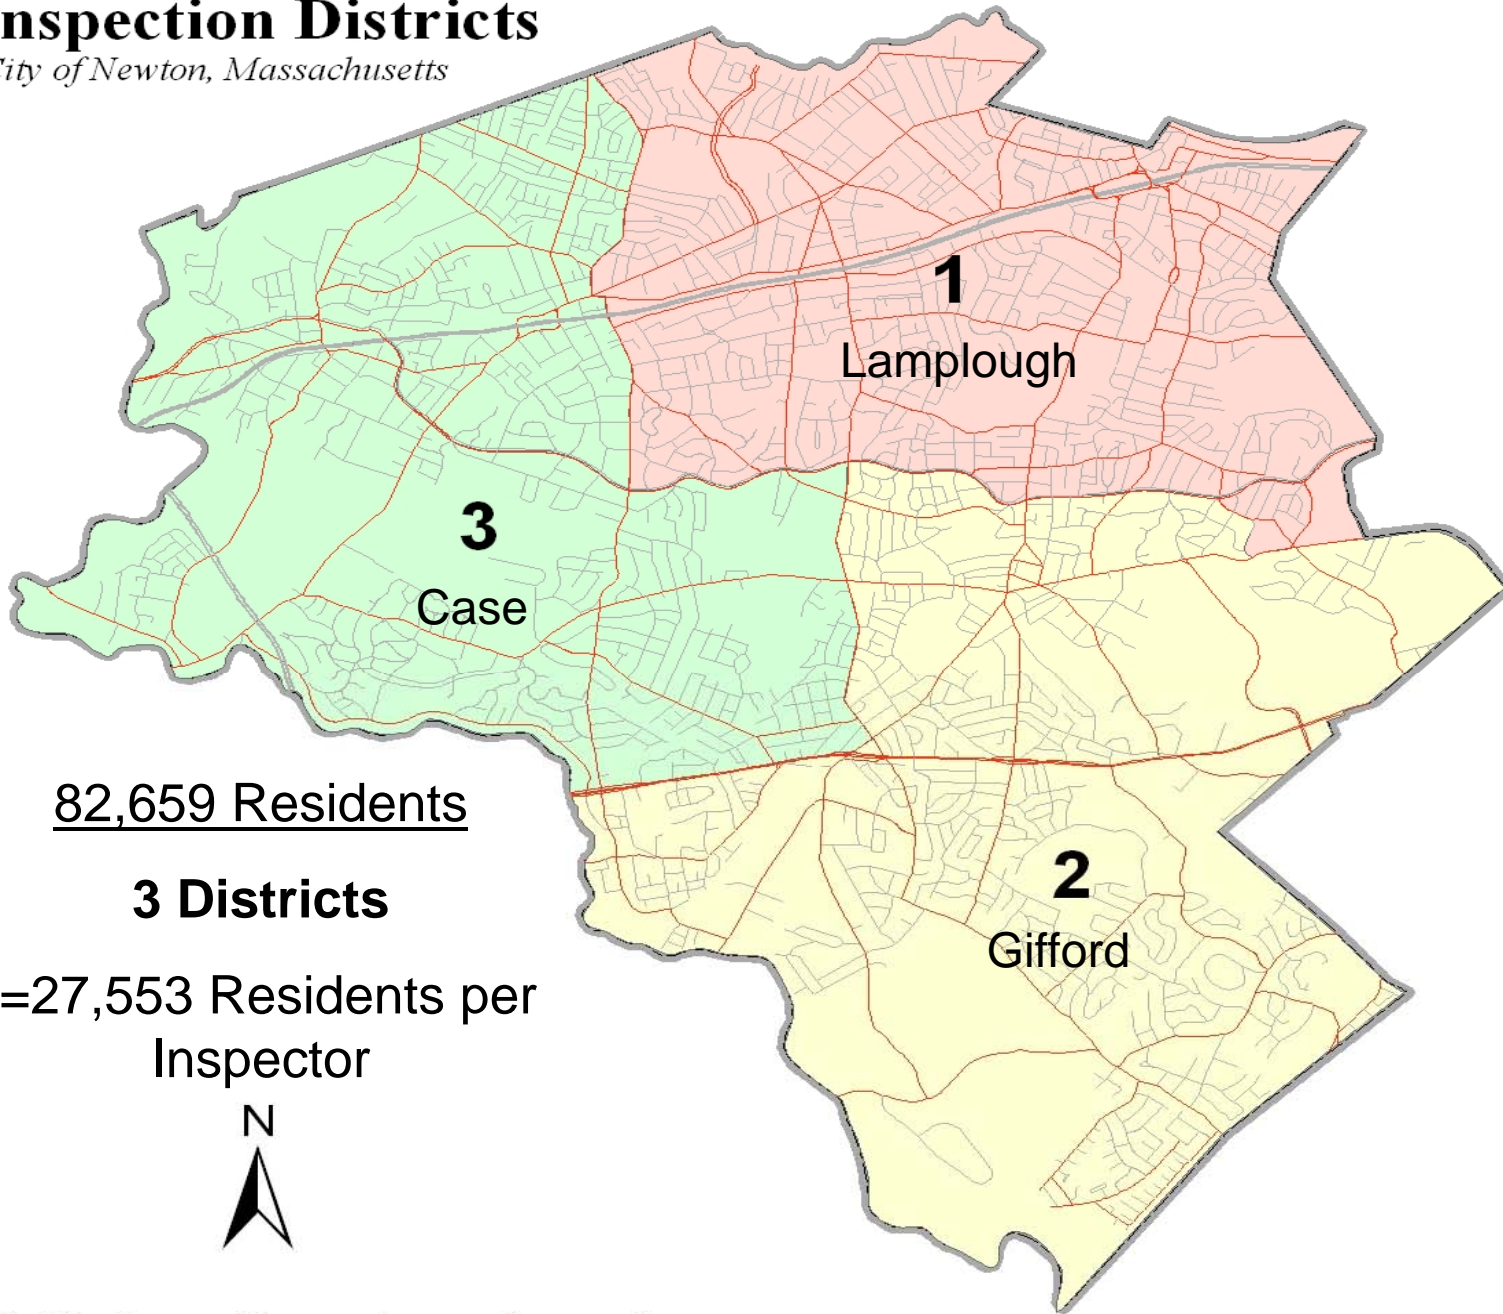 nspection Districts
City of Newton, Massachusetts
1
Lamplough
3
Case
82,659 Residents
3 Districts
=27,553 Residents per
Inspector
2
Gifford
N